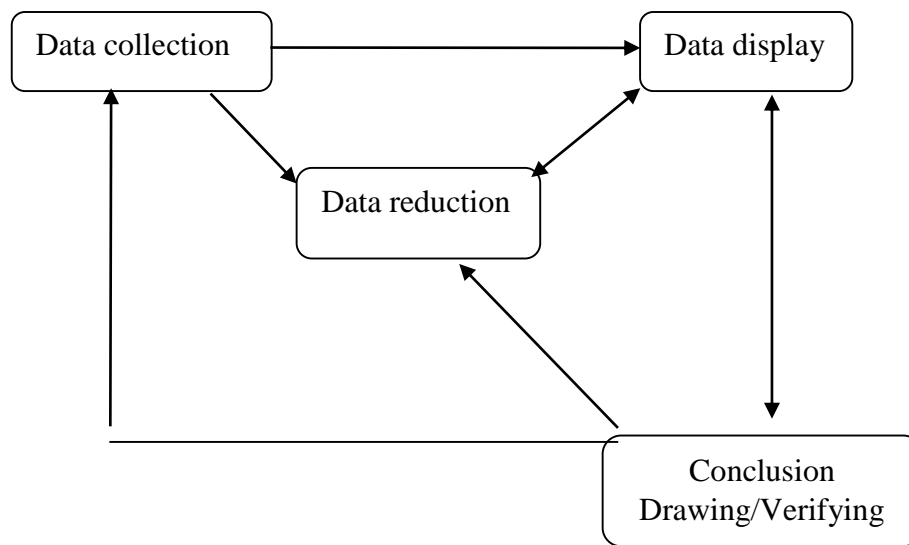 Data collection
Data display
Data reduction
Conclusion
Drawing/Verifying